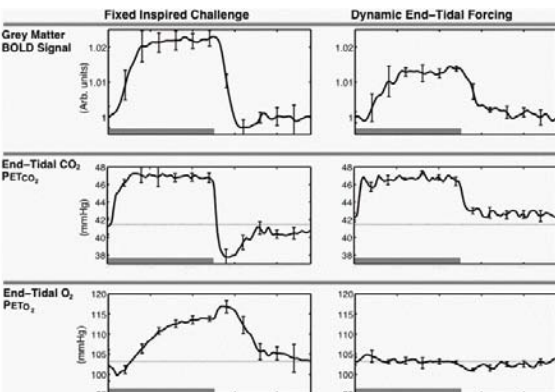 Fixed Inspired Challenge
Dynamic End–Tidal Forcing
Grey Matter
BOLD Signal
(Arb. units)
1.02
1.01
1
1.02
1.01
1
End–Tidal CO₂
PETCO₂
(mmHg)
48
46
44
42
40
38
48
46
44
42
40
38
End–Tidal O₂
PETO₂
(mmHg)
120
115
110
105
100
95
120
115
110
105
100
95